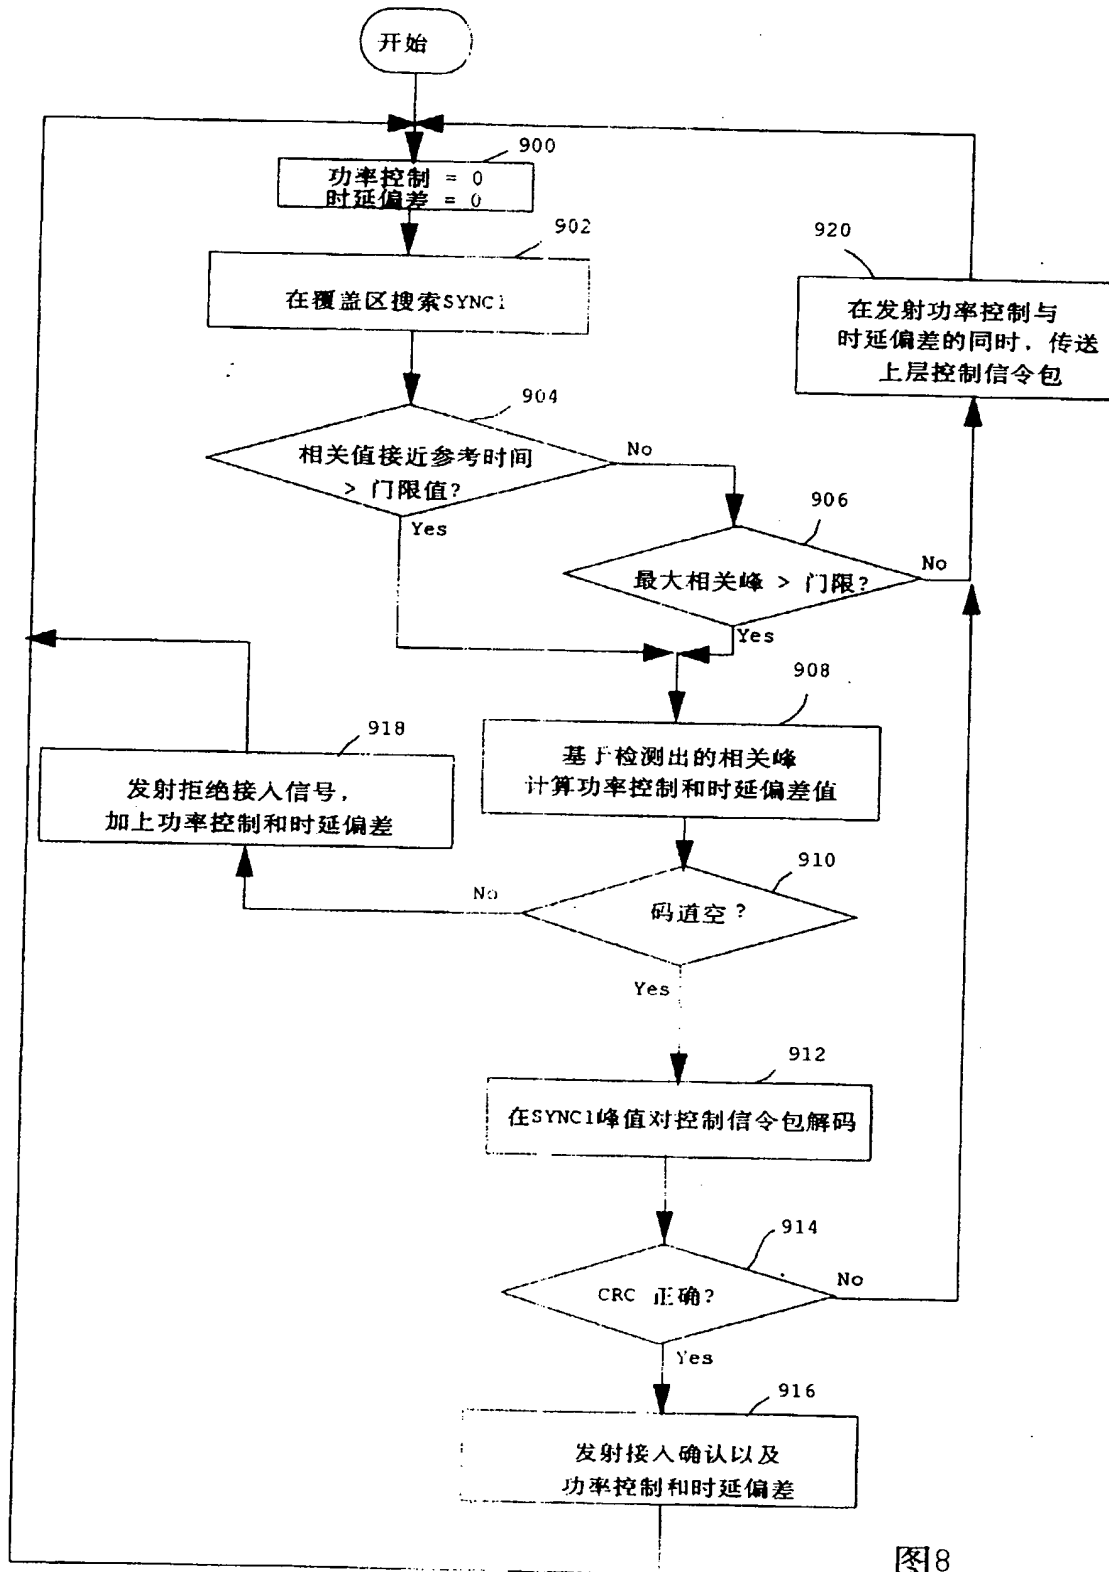 开始
900
功率控制 = 0
时延偏差 = 0
902
在覆盖区搜索SYNC1
920
在发射功率控制与
时延偏差的同时，传送
上层控制信令包
904
相关值接近参考时间
> 门限值?
No
Yes
906
最大相关峰 > 门限?
No
Yes
908
基于检测出的相关峰
计算功率控制和时延偏差值
918
发射拒绝接入信号，
加上功率控制和时延偏差
910
码道空?
No
Yes
912
在SYNC1峰值对控制信令包解码
914
CRC 正确?
No
Yes
916
发射接入确认以及
功率控制和时延偏差
图8